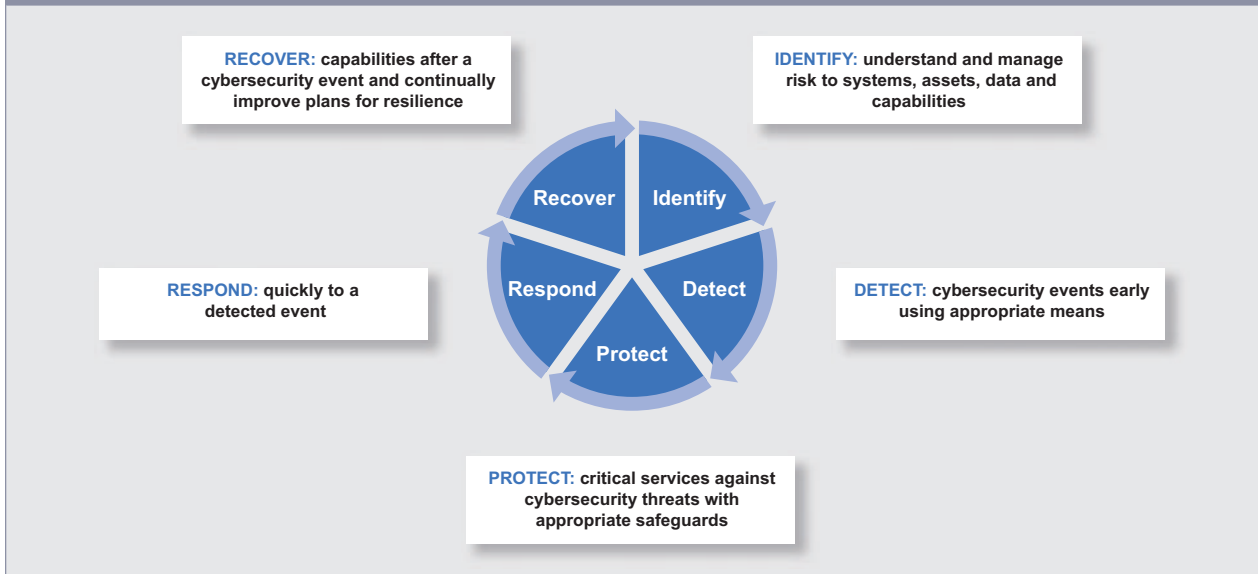 RECOVER: capabilities after a
cybersecurity event and continually
improve plans for resilience
IDENTIFY: understand and manage
risk to systems, assets, data and
capabilities
Recover
Identify
Respond
Detect
Protect
RESPOND: quickly to a
detected event
DETECT: cybersecurity events early
using appropriate means
PROTECT: critical services against
cybersecurity threats with
appropriate safeguards